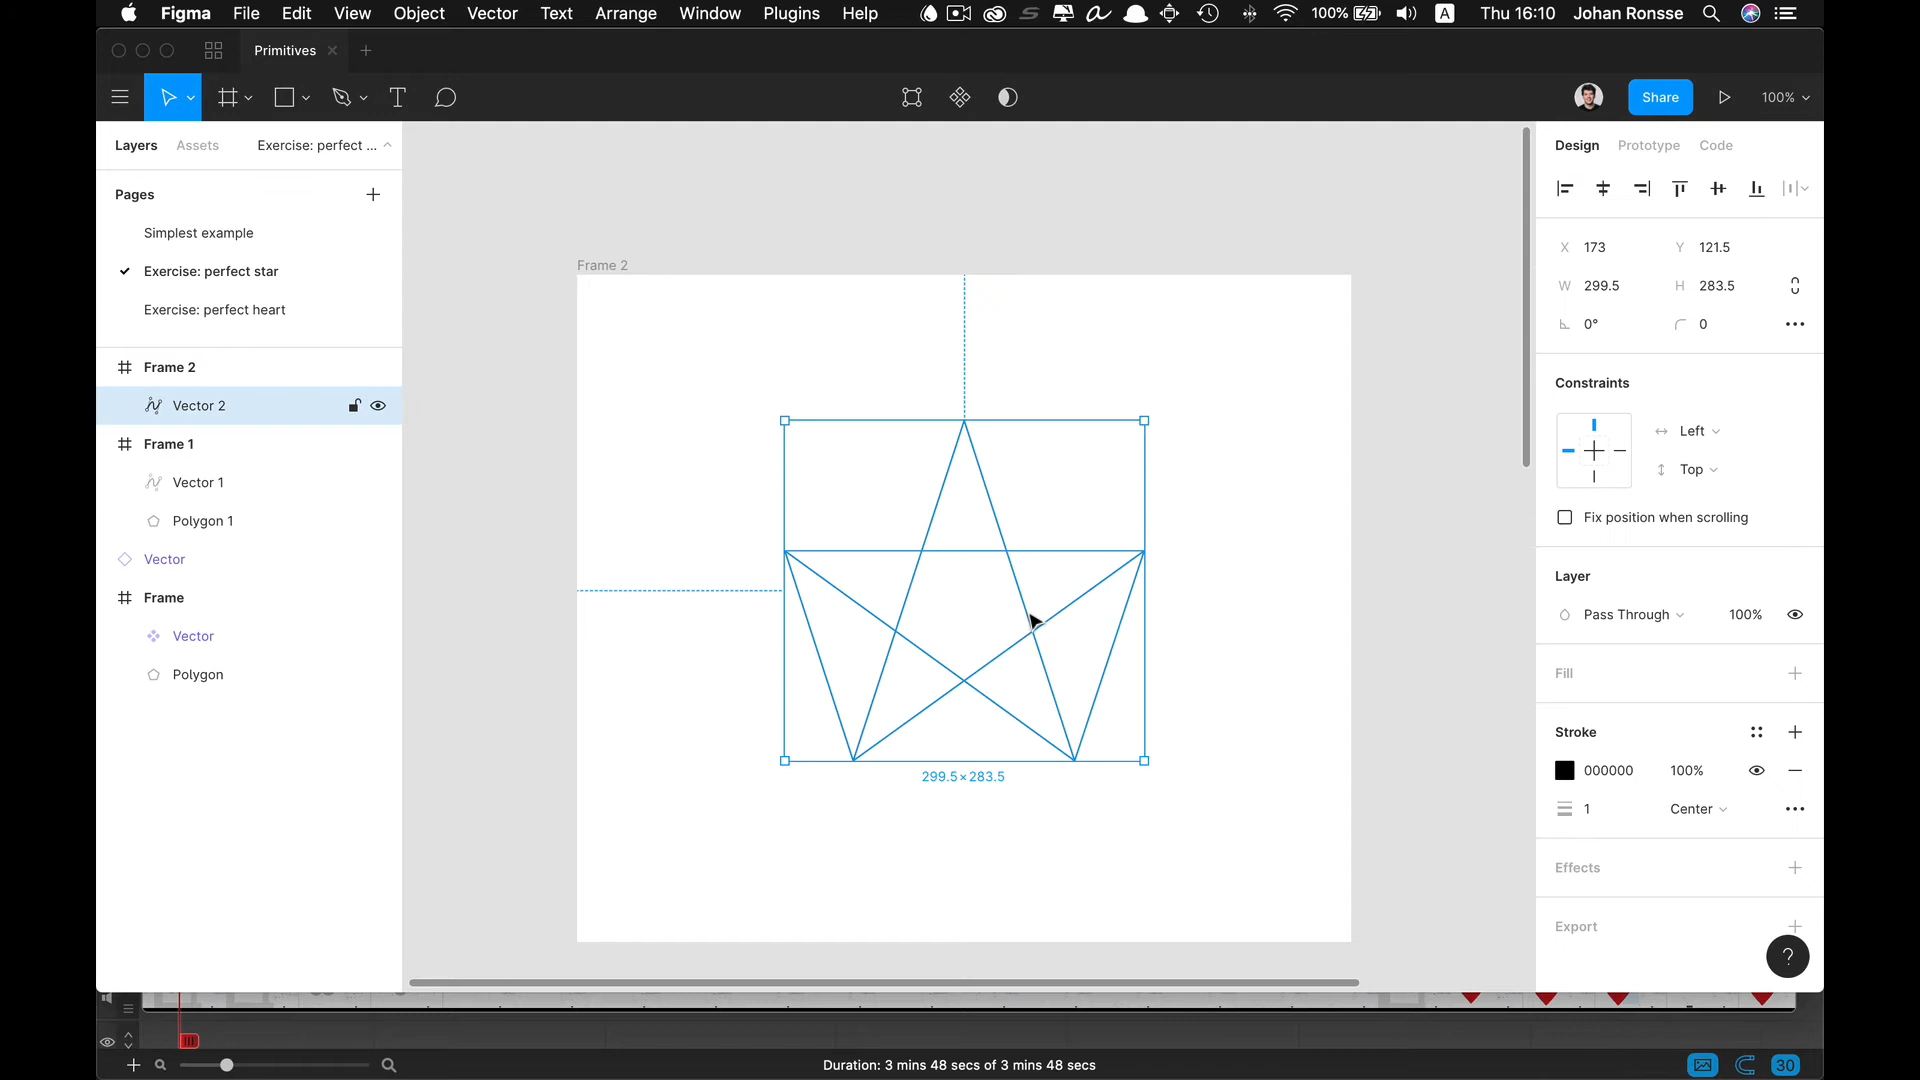 Figma File Edit View Object Vector Text Arrange Window Plugins Help 100% A Thu 16:10 Johan Ronsse
Primitives
Share 100%
Layers Assets Exercise: perfect ...
Pages
Simplest example
Exercise: perfect star
Exercise: perfect heart
Frame 2
Vector 2
Frame 1
Vector 1
Polygon 1
Vector
Frame
Vector
Polygon
Frame 2
299.5×283.5
Design Prototype Code
X 173 Y 121.5
W 299.5 H 283.5
0° 0
Constraints
Left
Top
Fix position when scrolling
Layer
Pass Through 100%
Fill
Stroke
000000 100%
1 Center
Effects
Export
?
Duration: 3 mins 48 secs of 3 mins 48 secs
30